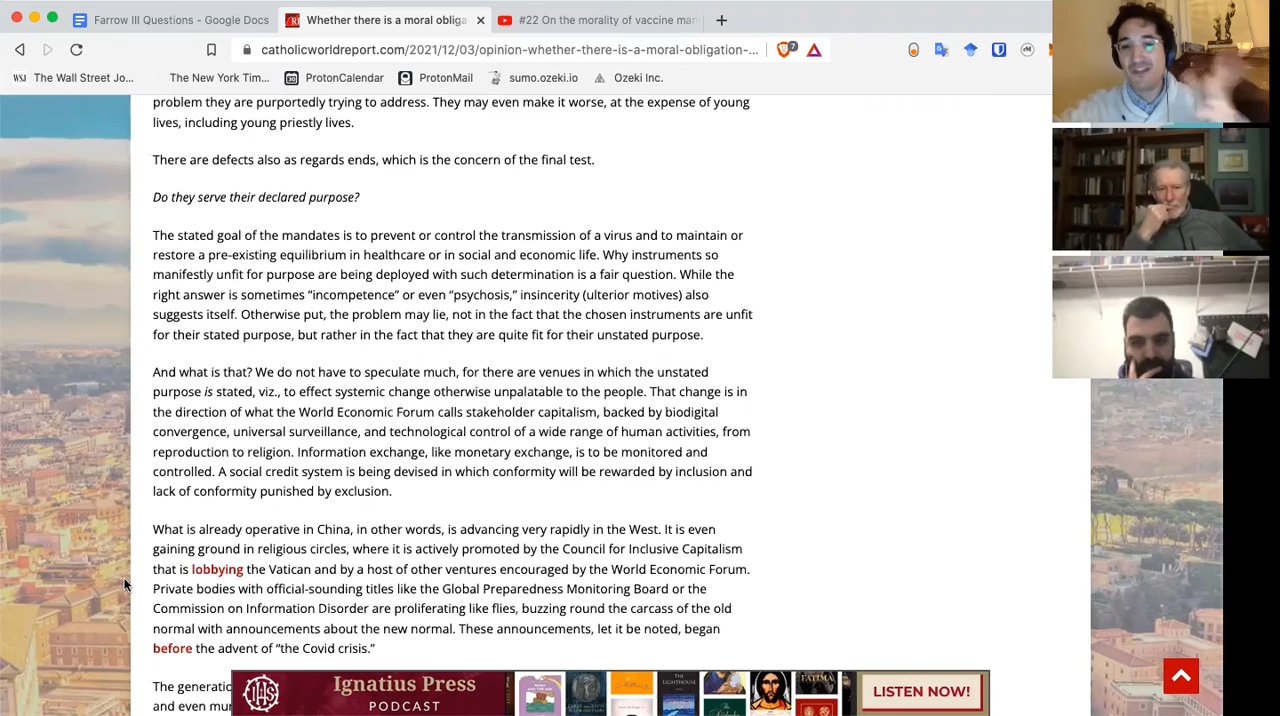 Farrow III Questions - Google Docs
Whether there is a moral obliga
#22 On the morality of vaccine man
catholicworldreport.com/2021/12/03/opinion-whether-there-is-a-moral-obligation-...
7
WSJ The Wall Street Jo...
The New York Tim...
ProtonCalendar
ProtonMail
sumo.ozeki.io
Ozeki Inc.
problem they are purportedly trying to address. They may even make it worse, at the expense of young
lives, including young priestly lives.
There are defects also as regards ends, which is the concern of the final test.
Do they serve their declared purpose?
The stated goal of the mandates is to prevent or control the transmission of a virus and to maintain or
restore a pre-existing equilibrium in healthcare or in social and economic life. Why instruments so
manifestly unfit for purpose are being deployed with such determination is a fair question. While the
right answer is sometimes “incompetence” or even “psychosis,” insincerity (ulterior motives) also
suggests itself. Otherwise put, the problem may lie, not in the fact that the chosen instruments are unfit
for their stated purpose, but rather in the fact that they are quite fit for their unstated purpose.
And what is that? We do not have to speculate much, for there are venues in which the unstated
purpose is stated, viz., to effect systemic change otherwise unpalatable to the people. That change is in
the direction of what the World Economic Forum calls stakeholder capitalism, backed by biodigital
convergence, universal surveillance, and technological control of a wide range of human activities, from
reproduction to religion. Information exchange, like monetary exchange, is to be monitored and
controlled. A social credit system is being devised in which conformity will be rewarded by inclusion and
lack of conformity punished by exclusion.
What is already operative in China, in other words, is advancing very rapidly in the West. It is even
gaining ground in religious circles, where it is actively promoted by the Council for Inclusive Capitalism
that is lobbying the Vatican and by a host of other ventures encouraged by the World Economic Forum.
Private bodies with official-sounding titles like the Global Preparedness Monitoring Board or the
Commission on Information Disorder are proliferating like flies, buzzing round the carcass of the old
normal with announcements about the new normal. These announcements, let it be noted, began
before the advent of “the Covid crisis.”
The generatio
and even mur
IHS
Ignatius Press
PODCAST
THE LIGHTHOUSE
FATIMA
LISTEN NOW!